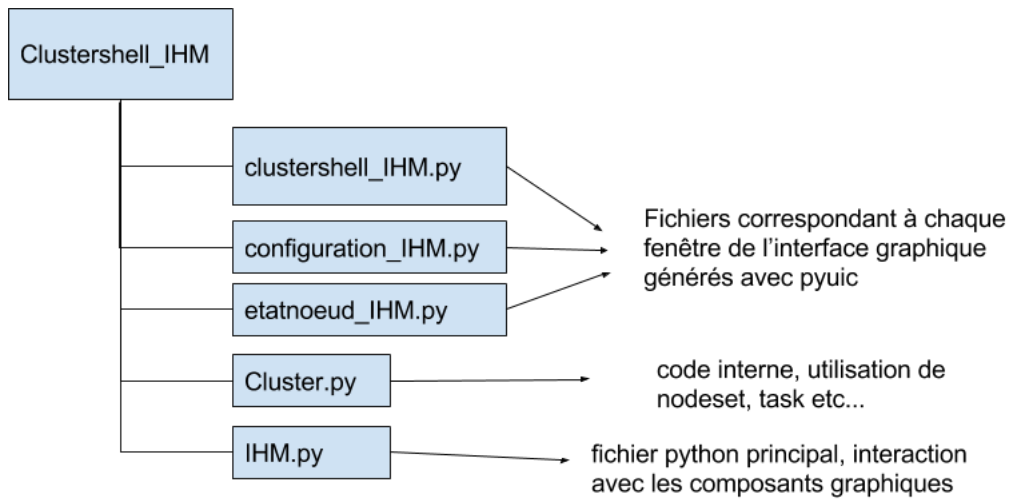 Clustershell_IHM
clustershell_IHM.py
configuration_IHM.py
etatnoeud_IHM.py
Cluster.py
IHM.py
Fichiers correspondant à chaque
fenêtre de l'interface graphique
générés avec pyuic
code interne, utilisation de
nodeset, task etc...
fichier python principal, interaction
avec les composants graphiques